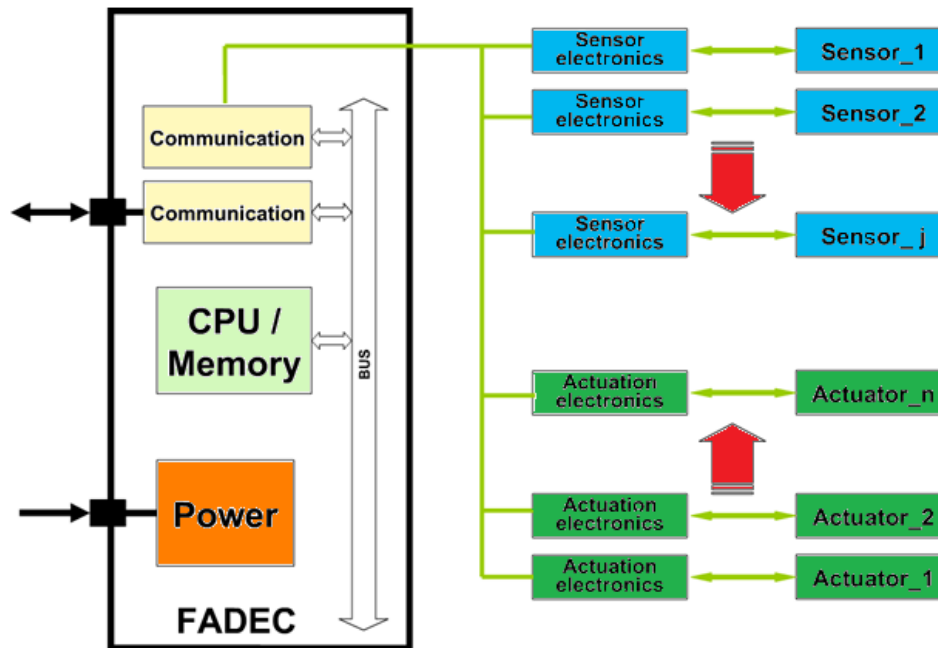 Communication
Communication
CPU /
Memory
BUS
Power
FADEC
Sensor
electronics
Sensor_1
Sensor
electronics
Sensor_2
Sensor
electronics
Sensor_ j
Actuation
electronics
Actuator_n
Actuation
electronics
Actuator_2
Actuation
electronics
Actuator_1